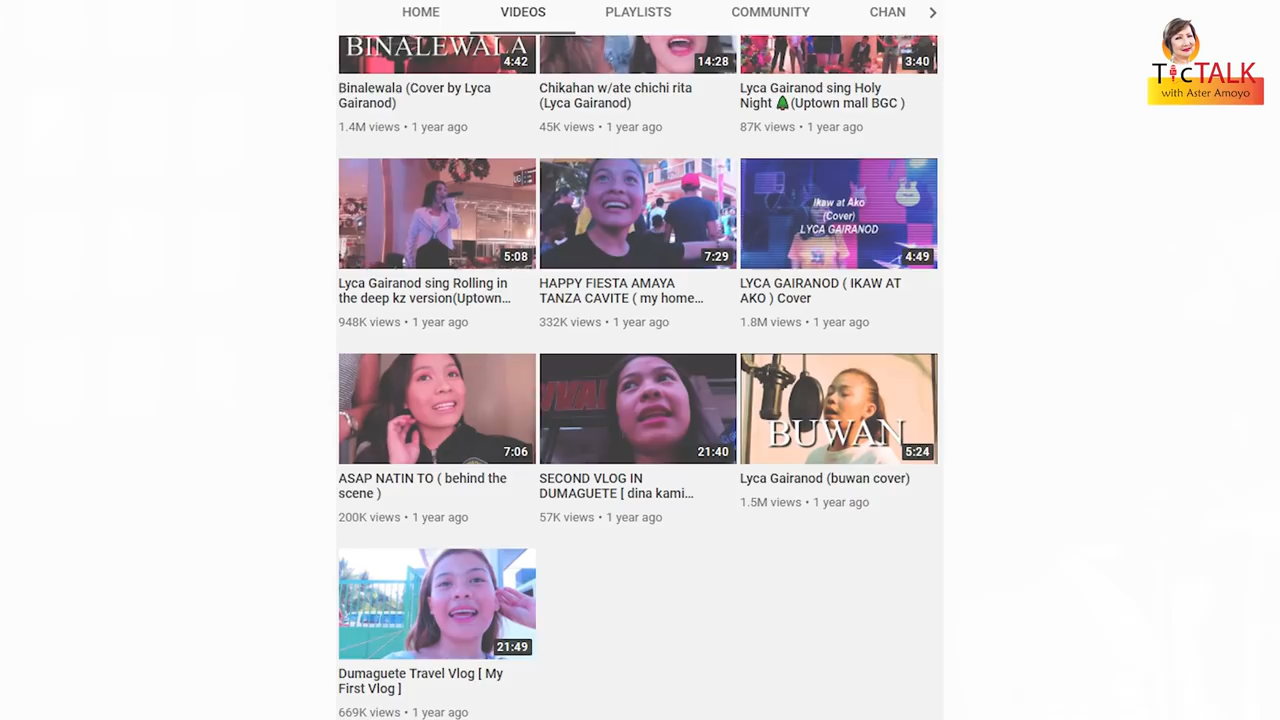 HOME VIDEOS PLAYLISTS COMMUNITY CHAN
TicTALK
with Aster Amoyo
BINALEWALA
4:42
14:28
3:40
Binalewala (Cover by Lyca
Gairanod)
1.4M views • 1 year ago
Chikahan w/ate chichi rita
(Lyca Gairanod)
45K views • 1 year ago
Lyca Gairanod sing Holy
Night 🎄(Uptown mall BGC )
87K views • 1 year ago
5:08
7:29
Ikaw at Ako
(Cover)
LYCA GAIRANOD
4:49
Lyca Gairanod sing Rolling in
the deep kz version(Uptown...
948K views • 1 year ago
HAPPY FIESTA AMAYA
TANZA CAVITE ( my home...
332K views • 1 year ago
LYCA GAIRANOD ( IKAW AT
AKO ) Cover
1.8M views • 1 year ago
7:06
21:40
BUWAN
5:24
ASAP NATIN TO ( behind the
scene )
200K views • 1 year ago
SECOND VLOG IN
DUMAGUETE [ dina kami...
57K views • 1 year ago
Lyca Gairanod (buwan cover)
1.5M views • 1 year ago
21:49
Dumaguete Travel Vlog [ My
First Vlog ]
669K views • 1 year ago